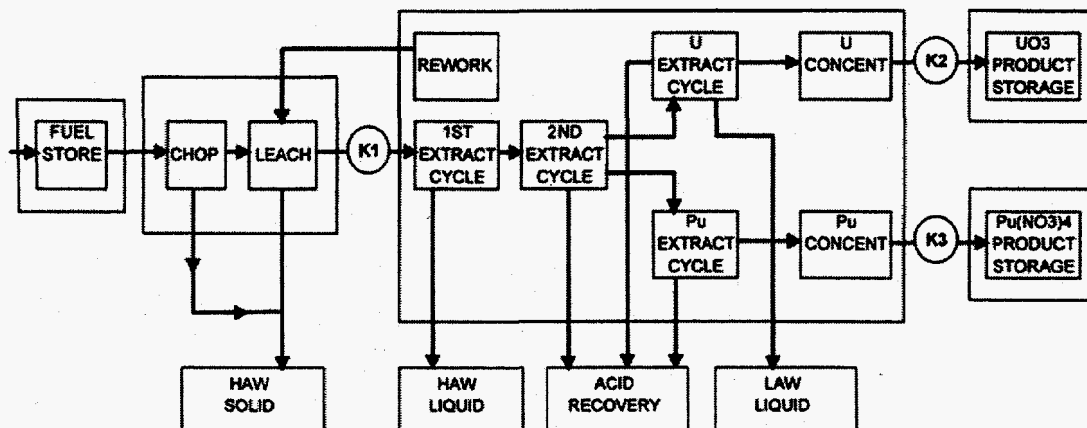 REWORK
U
EXTRACT
CYCLE
U
CONCENT
K2
UO3
PRODUCT
STORAGE
FUEL
STORE
CHOP
LEACH
K1
1ST
EXTRACT
CYCLE
2ND
EXTRACT
CYCLE
Pu
EXTRACT
CYCLE
Pu
CONCENT
K3
Pu(NO3)4
PRODUCT
STORAGE
HAW
SOLID
HAW
LIQUID
ACID
RECOVERY
LAW
LIQUID